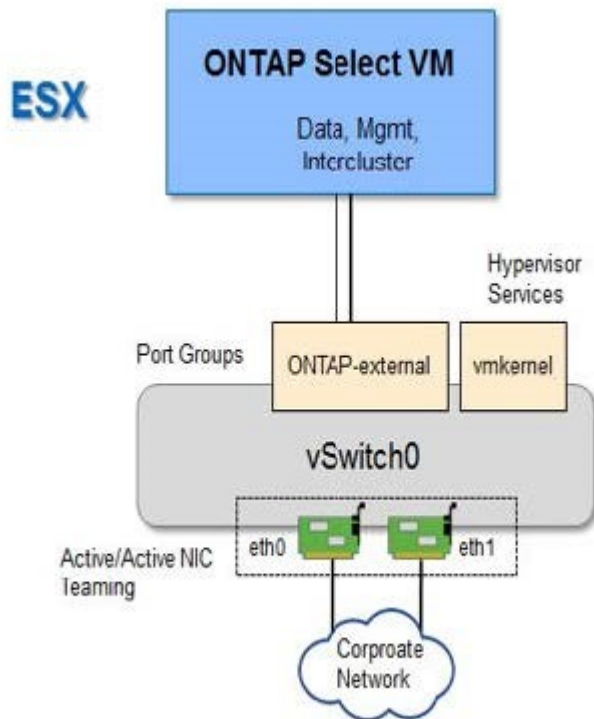 ESX
ONTAP Select VM
Data, Mgmt,
Intercluster
Hypervisor
Services
Port Groups
ONTAP-external
vmkernel
vSwitch0
eth0
eth1
Active/Active NIC
Teaming
Corproate
Network